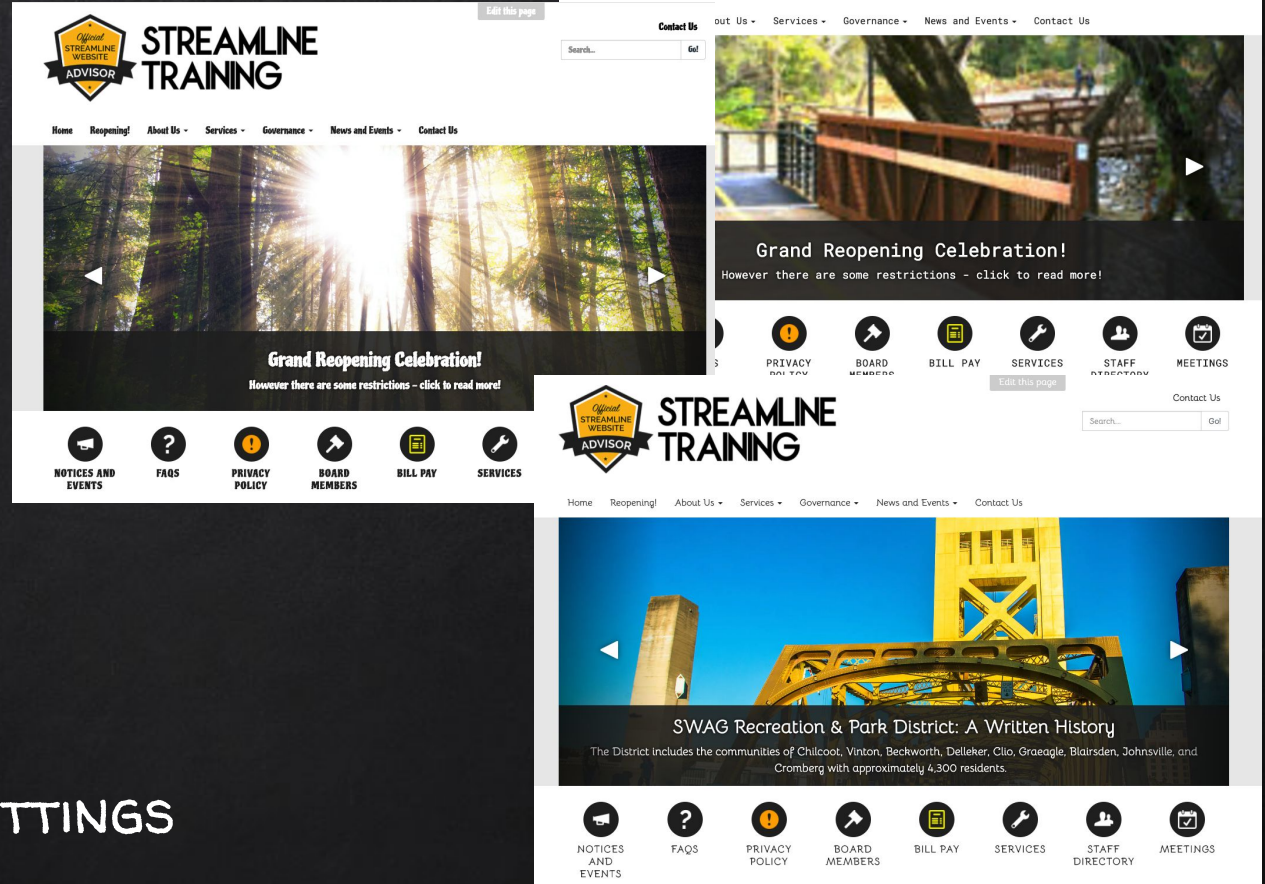 Edit this page
Official
STREAMLINE
WEBSITE
ADVISOR
STREAMLINE
TRAINING
Contact Us
Search...
Go!
Home Reopening! About Us Services Governance News and Events Contact Us
Grand Reopening Celebration!
However there are some restrictions - click to read more!
NOTICES AND
EVENTS
FAQS
PRIVACY
POLICY
BOARD
MEMBERS
BILL PAY
SERVICES
out Us Services Governance News and Events Contact Us
Grand Reopening Celebration!
However there are some restrictions - click to read more!
S
PRIVACY
POLICY
BOARD
MEMBERS
BILL PAY
SERVICES
STAFF
DIRECTORY
MEETINGS
Edit this page
Official
STREAMLINE
WEBSITE
ADVISOR
STREAMLINE
TRAINING
Contact Us
Search...
Go!
Home Reopening! About Us Services Governance News and Events Contact Us
SWAG Recreation & Park District: A Written History
The District includes the communities of Chilcoot, Vinton, Beckworth, Delleker, Clio, Graeagle, Blairsden, Johnsville, and
Cromberg with approximately 4,300 residents.
NOTICES
AND
EVENTS
FAQS
PRIVACY
POLICY
BOARD
MEMBERS
BILL PAY
SERVICES
STAFF
DIRECTORY
MEETINGS
TTINGS